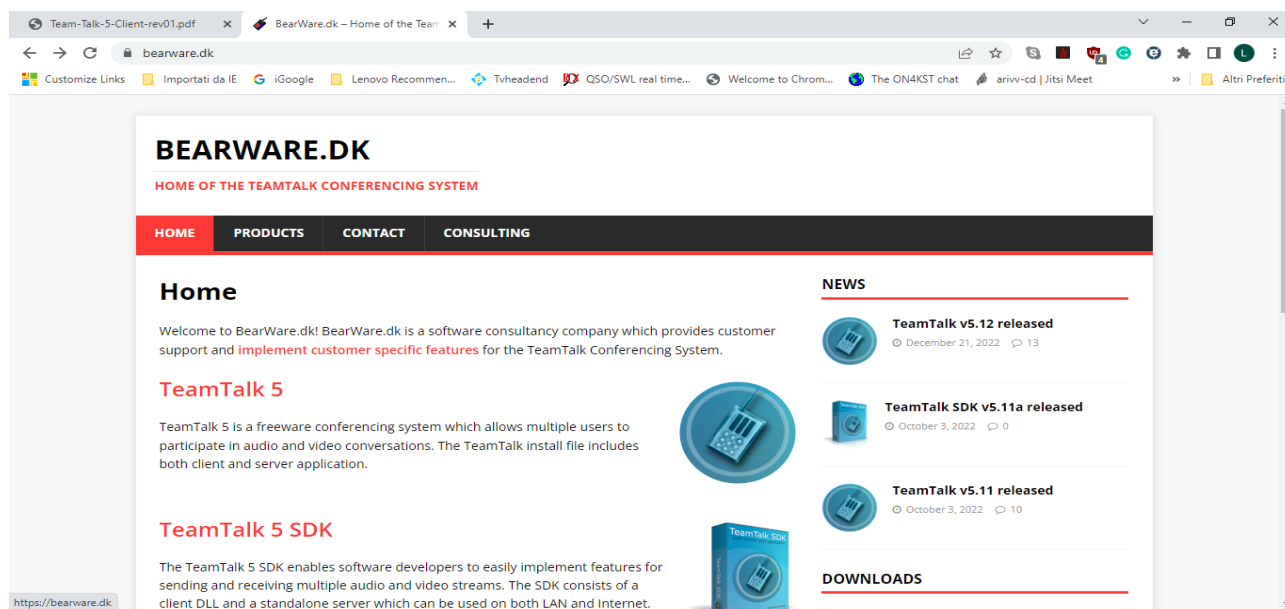 Team-Talk-5-Client-rev01.pdf
BearWare.dk – Home of the Team
bearware.dk
4
L
Customize Links
Importati da IE
G iGoogle
Lenovo Recommen...
Tvheadend
QSO/SWL real time...
Welcome to Chrom...
The ON4KST chat
arivv-cd | Jitsi Meet
»
Altri Preferiti
BEARWARE.DK
HOME OF THE TEAMTALK CONFERENCING SYSTEM
HOME
PRODUCTS
CONTACT
CONSULTING
Home
Welcome to BearWare.dk! BearWare.dk is a software consultancy company which provides customer
support and implement customer specific features for the TeamTalk Conferencing System.
TeamTalk 5
TeamTalk 5 is a freeware conferencing system which allows multiple users to
participate in audio and video conversations. The TeamTalk install file includes
both client and server application.
TeamTalk 5 SDK
The TeamTalk 5 SDK enables software developers to easily implement features for
sending and receiving multiple audio and video streams. The SDK consists of a
client DLL and a standalone server which can be used on both LAN and Internet.
TeamTalk SDK
NEWS
TeamTalk v5.12 released
December 21, 2022 13
TeamTalk SDK v5.11a released
October 3, 2022 0
TeamTalk v5.11 released
October 3, 2022 10
DOWNLOADS
https://bearware.dk